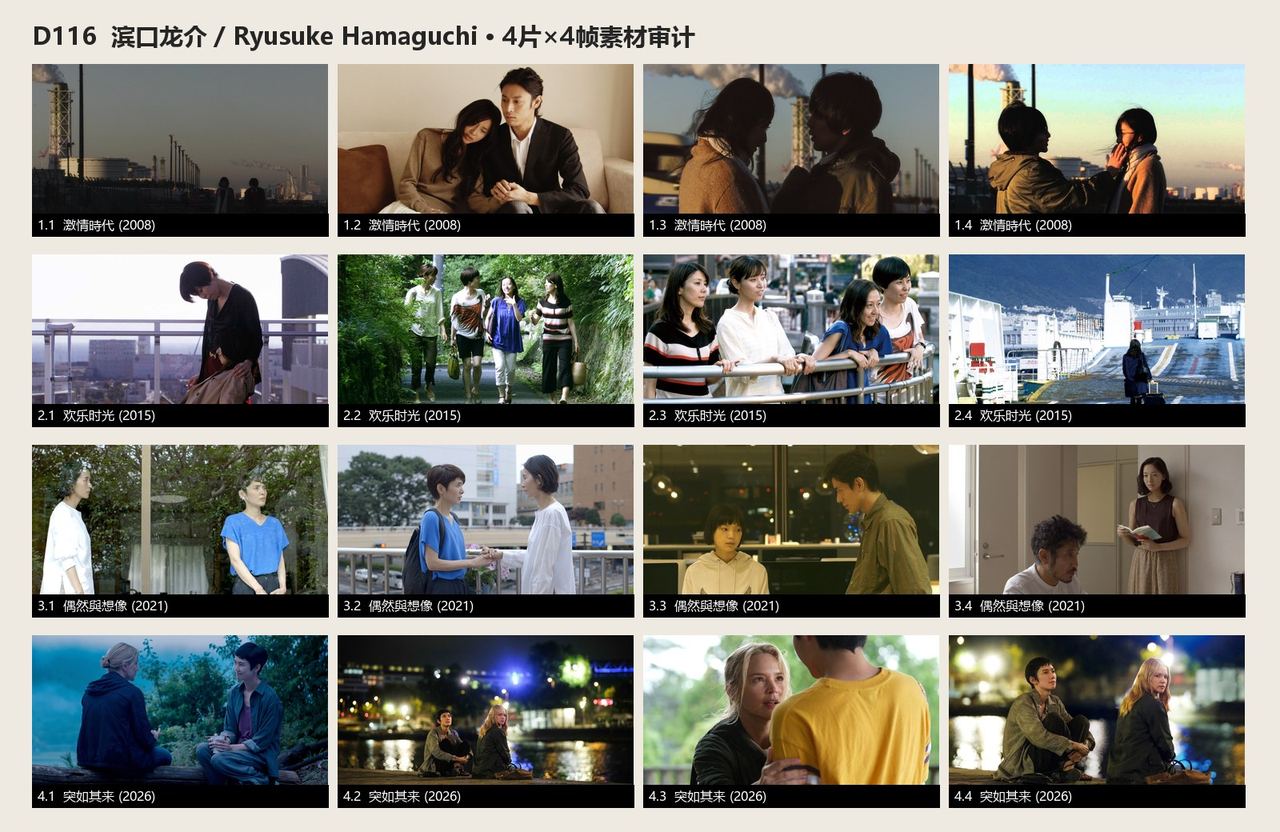 D116 滨口龙介 / Ryusuke Hamaguchi • 4片×4帧素材审计
1.1 激情時代 (2008)
1.2 激情時代 (2008)
1.3 激情時代 (2008)
1.4 激情時代 (2008)
2.1 欢乐时光 (2015)
2.2 欢乐时光 (2015)
2.3 欢乐时光 (2015)
2.4 欢乐时光 (2015)
3.1 偶然與想像 (2021)
3.2 偶然與想像 (2021)
3.3 偶然與想像 (2021)
3.4 偶然與想像 (2021)
4.1 突如其来 (2026)
4.2 突如其来 (2026)
4.3 突如其来 (2026)
4.4 突如其来 (2026)